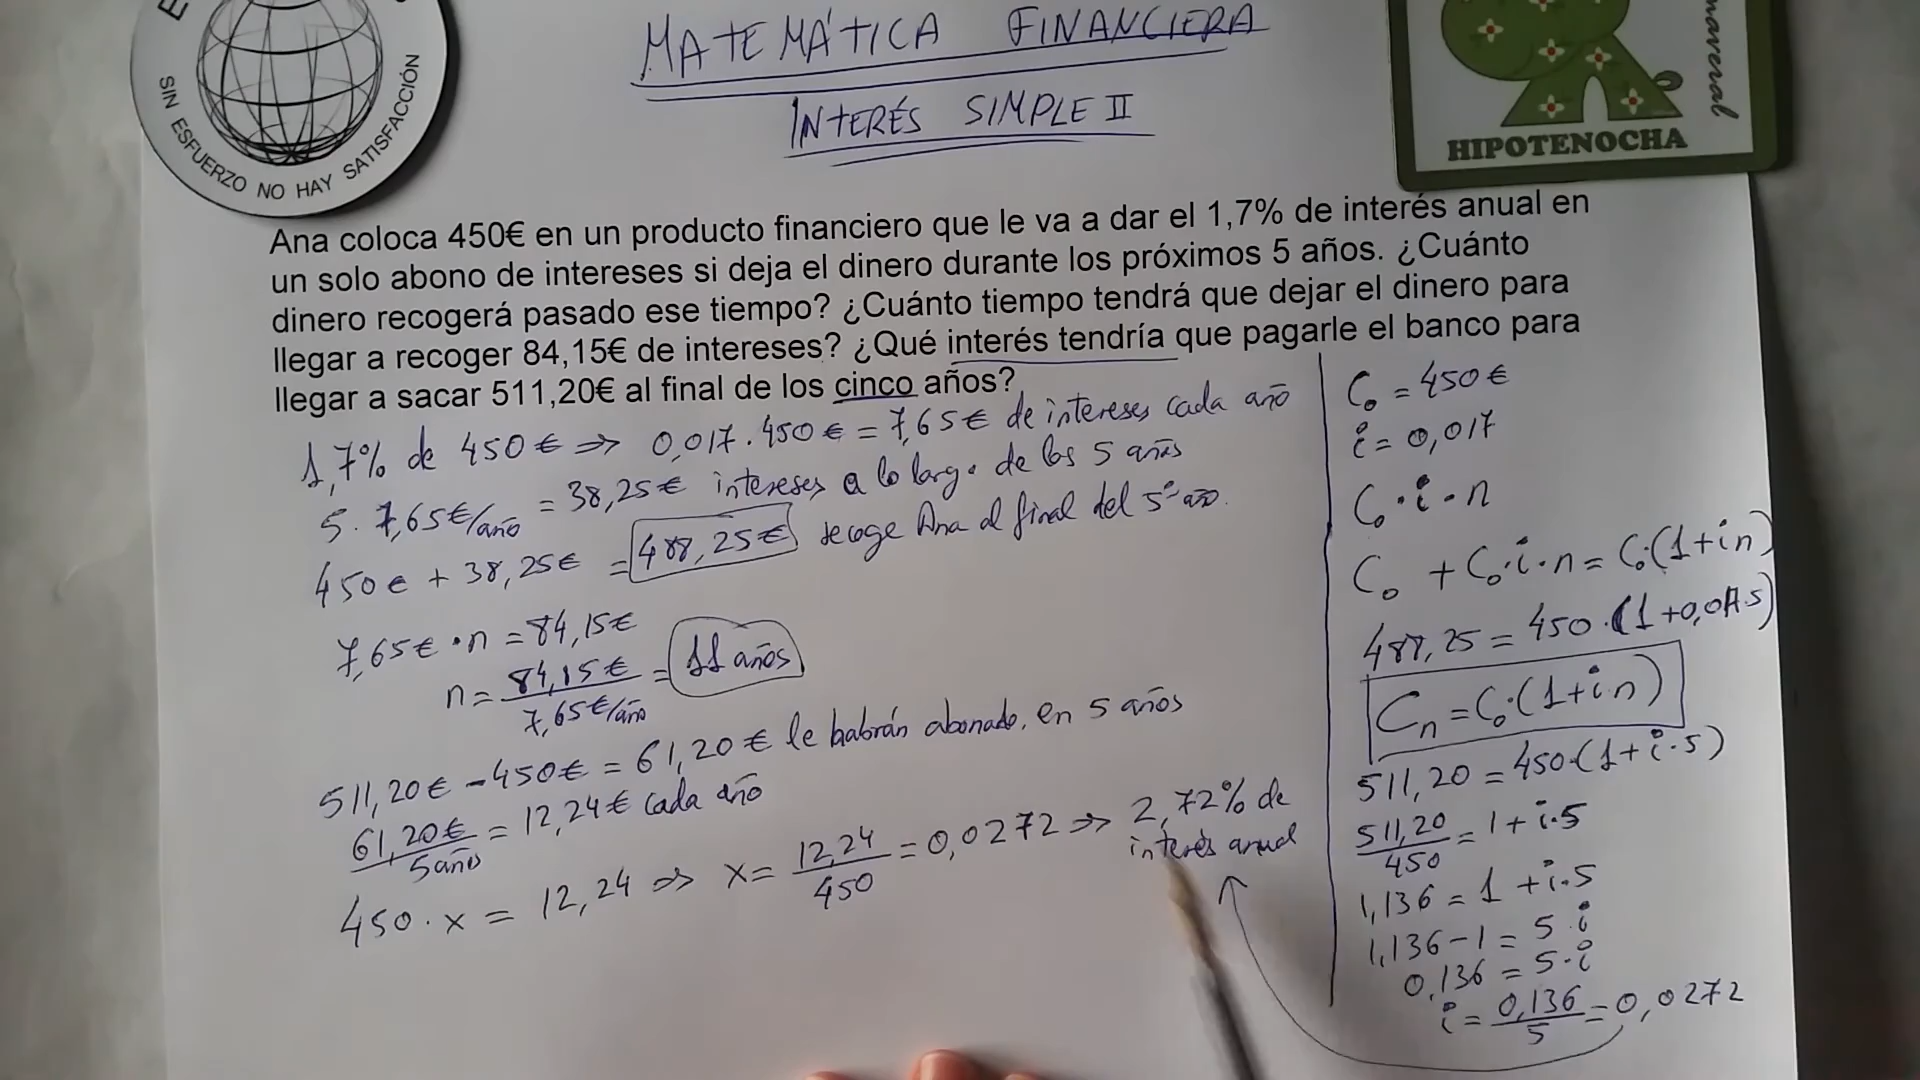 SIN ESFUERZO NO HAY SATISFACCIÓN
MATEMÁTICA FINANCIERA
INTERÉS SIMPLE II
maveral
HIPOTENOCHA
Ana coloca 450€ en un producto financiero que le va a dar el 1,7% de interés anual en
un solo abono de intereses si deja el dinero durante los próximos 5 años. ¿Cuánto
dinero recogerá pasado ese tiempo? ¿Cuánto tiempo tendrá que dejar el dinero para
llegar a recoger 84,15€ de intereses? ¿Qué interés tendría que pagarle el banco para
llegar a sacar 511,20€ al final de los cinco años?
1,7% de 450€ => 0,017 . 450€ = 7,65€ de intereses cada año
5 . 7,65€/año = 38,25€ intereses a lo largo de los 5 años
450€ + 38,25€ = 488,25€ recoge Ana al final del 5º año.
7,65€ · n = 84,15€
n = 84,15€ / 7,65€/año = 11 años
511,20€ - 450€ = 61,20€ le habrán abonado, en 5 años
61,20€ / 5 años = 12,24€ cada año
450 · x = 12,24 => x = 12,24 / 450 = 0,0272 => 2,72% de
interés anual
C₀ = 450€
i = 0,017
C₀ · i · n
C₀ + C₀ · i · n = C₀ · (1 + i n)
488,25 = 450 · (1 + 0,017·5)
Cn = C₀ · (1 + i·n)
511,20 = 450 · (1 + i · 5)
511,20 / 450 = 1 + i·5
1,136 = 1 + i·5
1,136 - 1 = 5·i
0,136 = 5·i
i = 0,136 / 5 = 0,0272